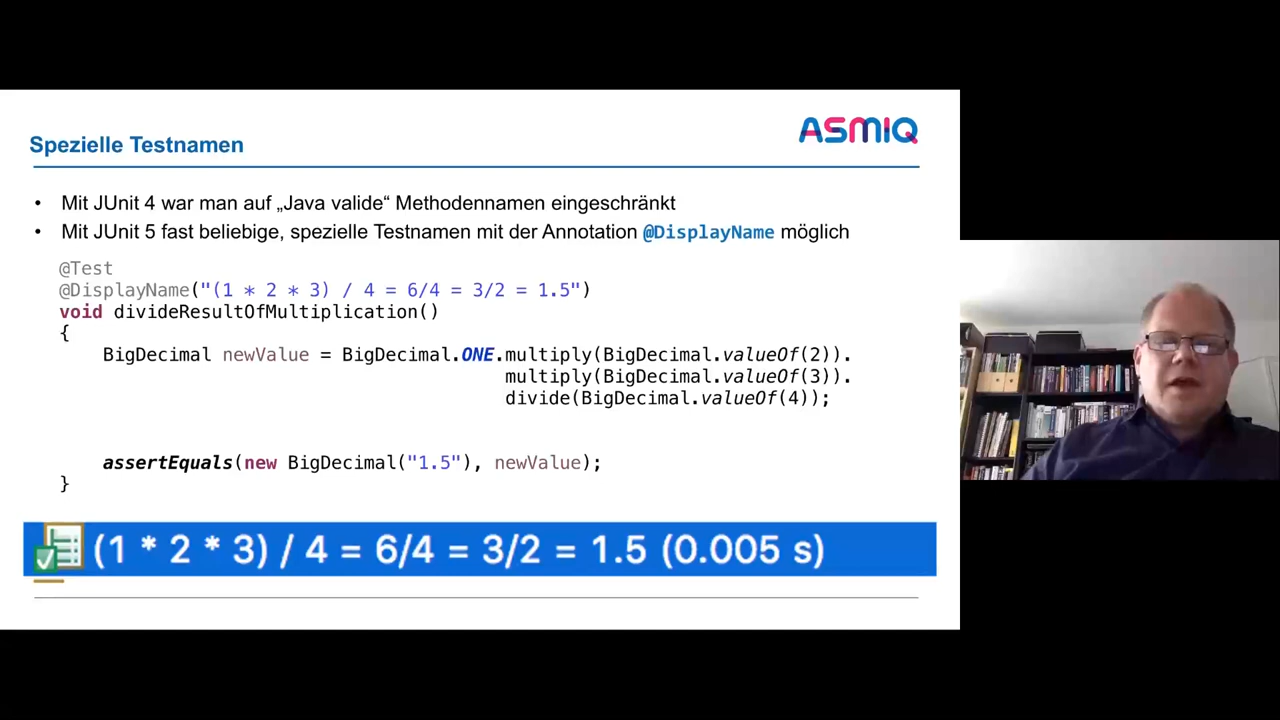 Spezielle Testnamen
ASMIQ
• Mit JUnit 4 war man auf „Java valide“ Methodennamen eingeschränkt
• Mit JUnit 5 fast beliebige, spezielle Testnamen mit der Annotation @DisplayName möglich
@Test
@DisplayName("(1 * 2 * 3) / 4 = 6/4 = 3/2 = 1.5")
void divideResultOfMultiplication()
{
BigDecimal newValue = BigDecimal.ONE.multiply(BigDecimal.valueOf(2)).
multiply(BigDecimal.valueOf(3)).
divide(BigDecimal.valueOf(4));
assertEquals(new BigDecimal("1.5"), newValue);
}
(1 * 2 * 3) / 4 = 6/4 = 3/2 = 1.5 (0.005 s)